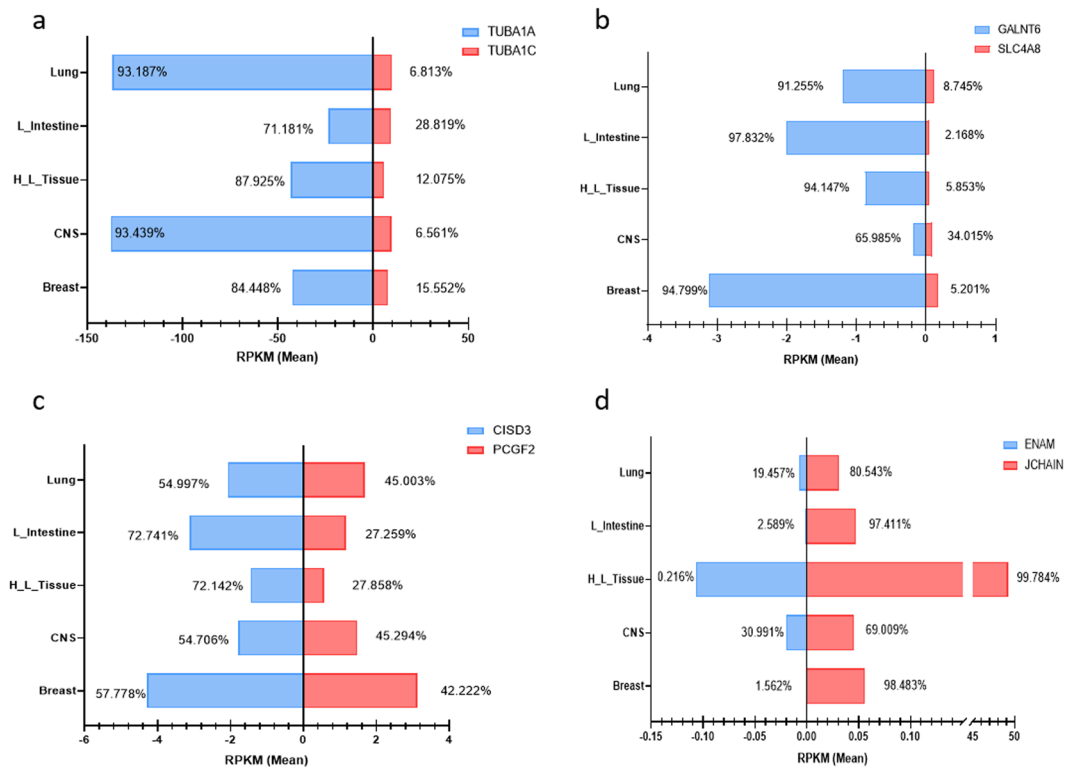 a
TUBA1A
TUBA1C
Lung
93.187%
6.813%
L_Intestine
71.181%
28.819%
H_L_Tissue
87.925%
12.075%
CNS
93.439%
6.561%
Breast
84.448%
15.552%
-150
-100
-50
0
50
RPKM (Mean)
b
GALNT6
SLC4A8
Lung
91.255%
8.745%
L_Intestine
97.832%
2.168%
H_L_Tissue
94.147%
5.853%
CNS
65.985%
34.015%
Breast
94.799%
5.201%
-4
-3
-2
-1
0
1
RPKM (Mean)
c
CISD3
PCGF2
Lung
54.997%
45.003%
L_Intestine
72.741%
27.259%
H_L_Tissue
72.142%
27.858%
CNS
54.706%
45.294%
Breast
57.778%
42.222%
-6
-4
-2
0
2
4
RPKM (Mean)
d
ENAM
JCHAIN
Lung
19.457%
80.543%
L_Intestine
2.589%
97.411%
H_L_Tissue
0.216%
99.784%
CNS
30.991%
69.009%
Breast
1.562%
98.483%
-0.15
-0.10
-0.05
0.00
0.05
0.10
45
50
RPKM (Mean)